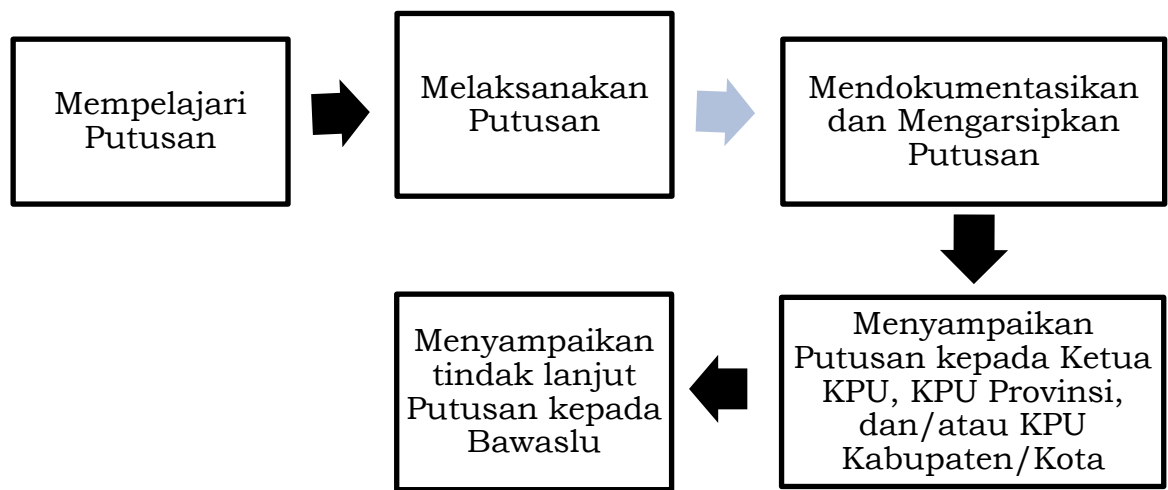 Mempelajari
Putusan
Melaksanakan
Putusan
Mendokumentasikan
dan Mengarsipkan
Putusan
Menyampaikan
Putusan kepada Ketua
KPU, KPU Provinsi,
dan/atau KPU
Kabupaten/Kota
Menyampaikan
tindak lanjut
Putusan kepada
Bawaslu